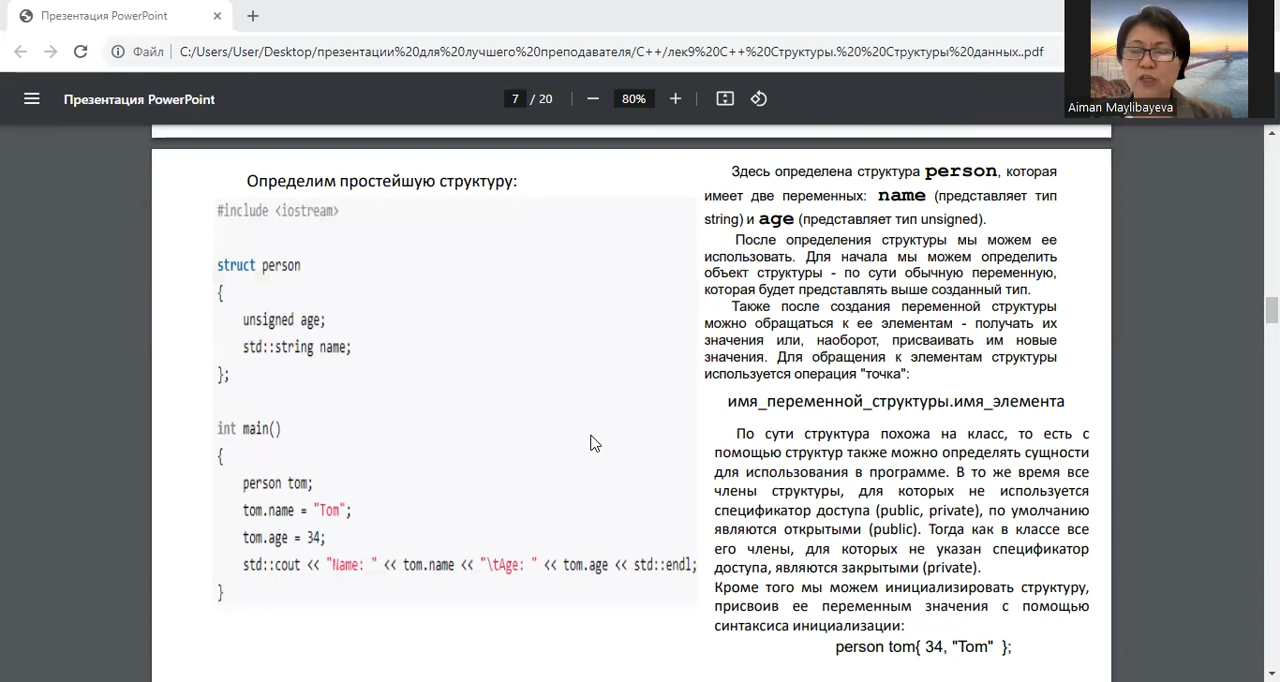 Презентация PowerPoint
Файл
C:/Users/User/Desktop/презентации%20для%20лучшего%20преподавателя/C++/лек9%20C++%20Структуры.%20%20Структуры%20данных..pdf
Презентация PowerPoint
7 / 20
80%
Aiman Maylibayeva
Определим простейшую структуру:
#include <iostream>
struct person
{
unsigned age;
std::string name;
};
int main()
{
person tom;
tom.name = "Tom";
tom.age = 34;
std::cout << "Name: " << tom.name << "\tAge: " << tom.age << std::endl;
}
Здесь определена структура person, которая
имеет две переменных: name (представляет тип
string) и age (представляет тип unsigned).
После определения структуры мы можем ее
использовать. Для начала мы можем определить
объект структуры - по сути обычную переменную,
которая будет представлять выше созданный тип.
Также после создания переменной структуры
можно обращаться к ее элементам - получать их
значения или, наоборот, присваивать им новые
значения. Для обращения к элементам структуры
используется операция "точка":
имя_переменной_структуры.имя_элемента
По сути структура похожа на класс, то есть с
помощью структур также можно определять сущности
для использования в программе. В то же время все
члены структуры, для которых не используется
спецификатор доступа (public, private), по умолчанию
являются открытыми (public). Тогда как в классе все
его члены, для которых не указан спецификатор
доступа, являются закрытыми (private).
Кроме того мы можем инициализировать структуру,
присвоив ее переменным значения с помощью
синтаксиса инициализации:
person tom{ 34, "Tom" };